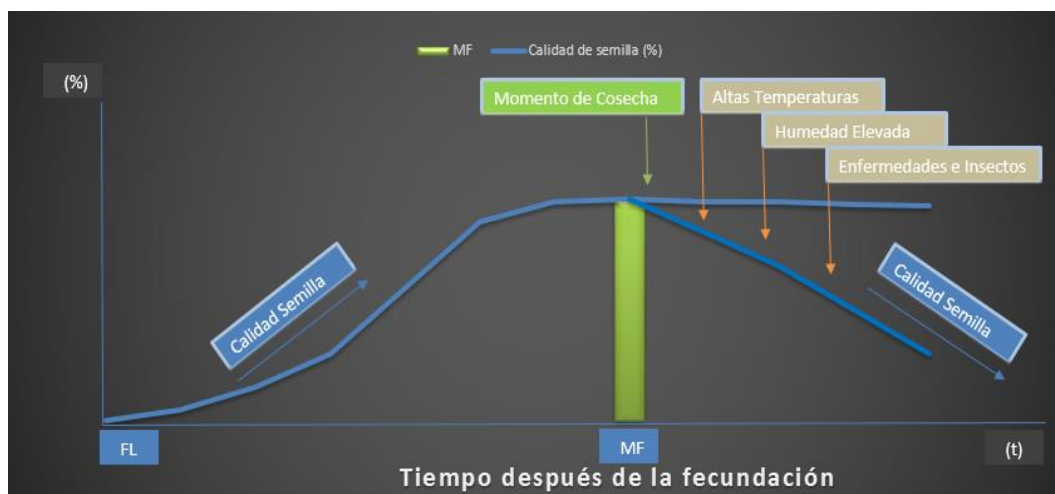 MF
Calidad de semilla (%)
(%)
Momento de Cosecha
Altas Temperaturas
Humedad Elevada
Enfermedades e Insectos
Calidad Semilla
Calidad Semilla
FL
MF
(t)
Tiempo después de la fecundación